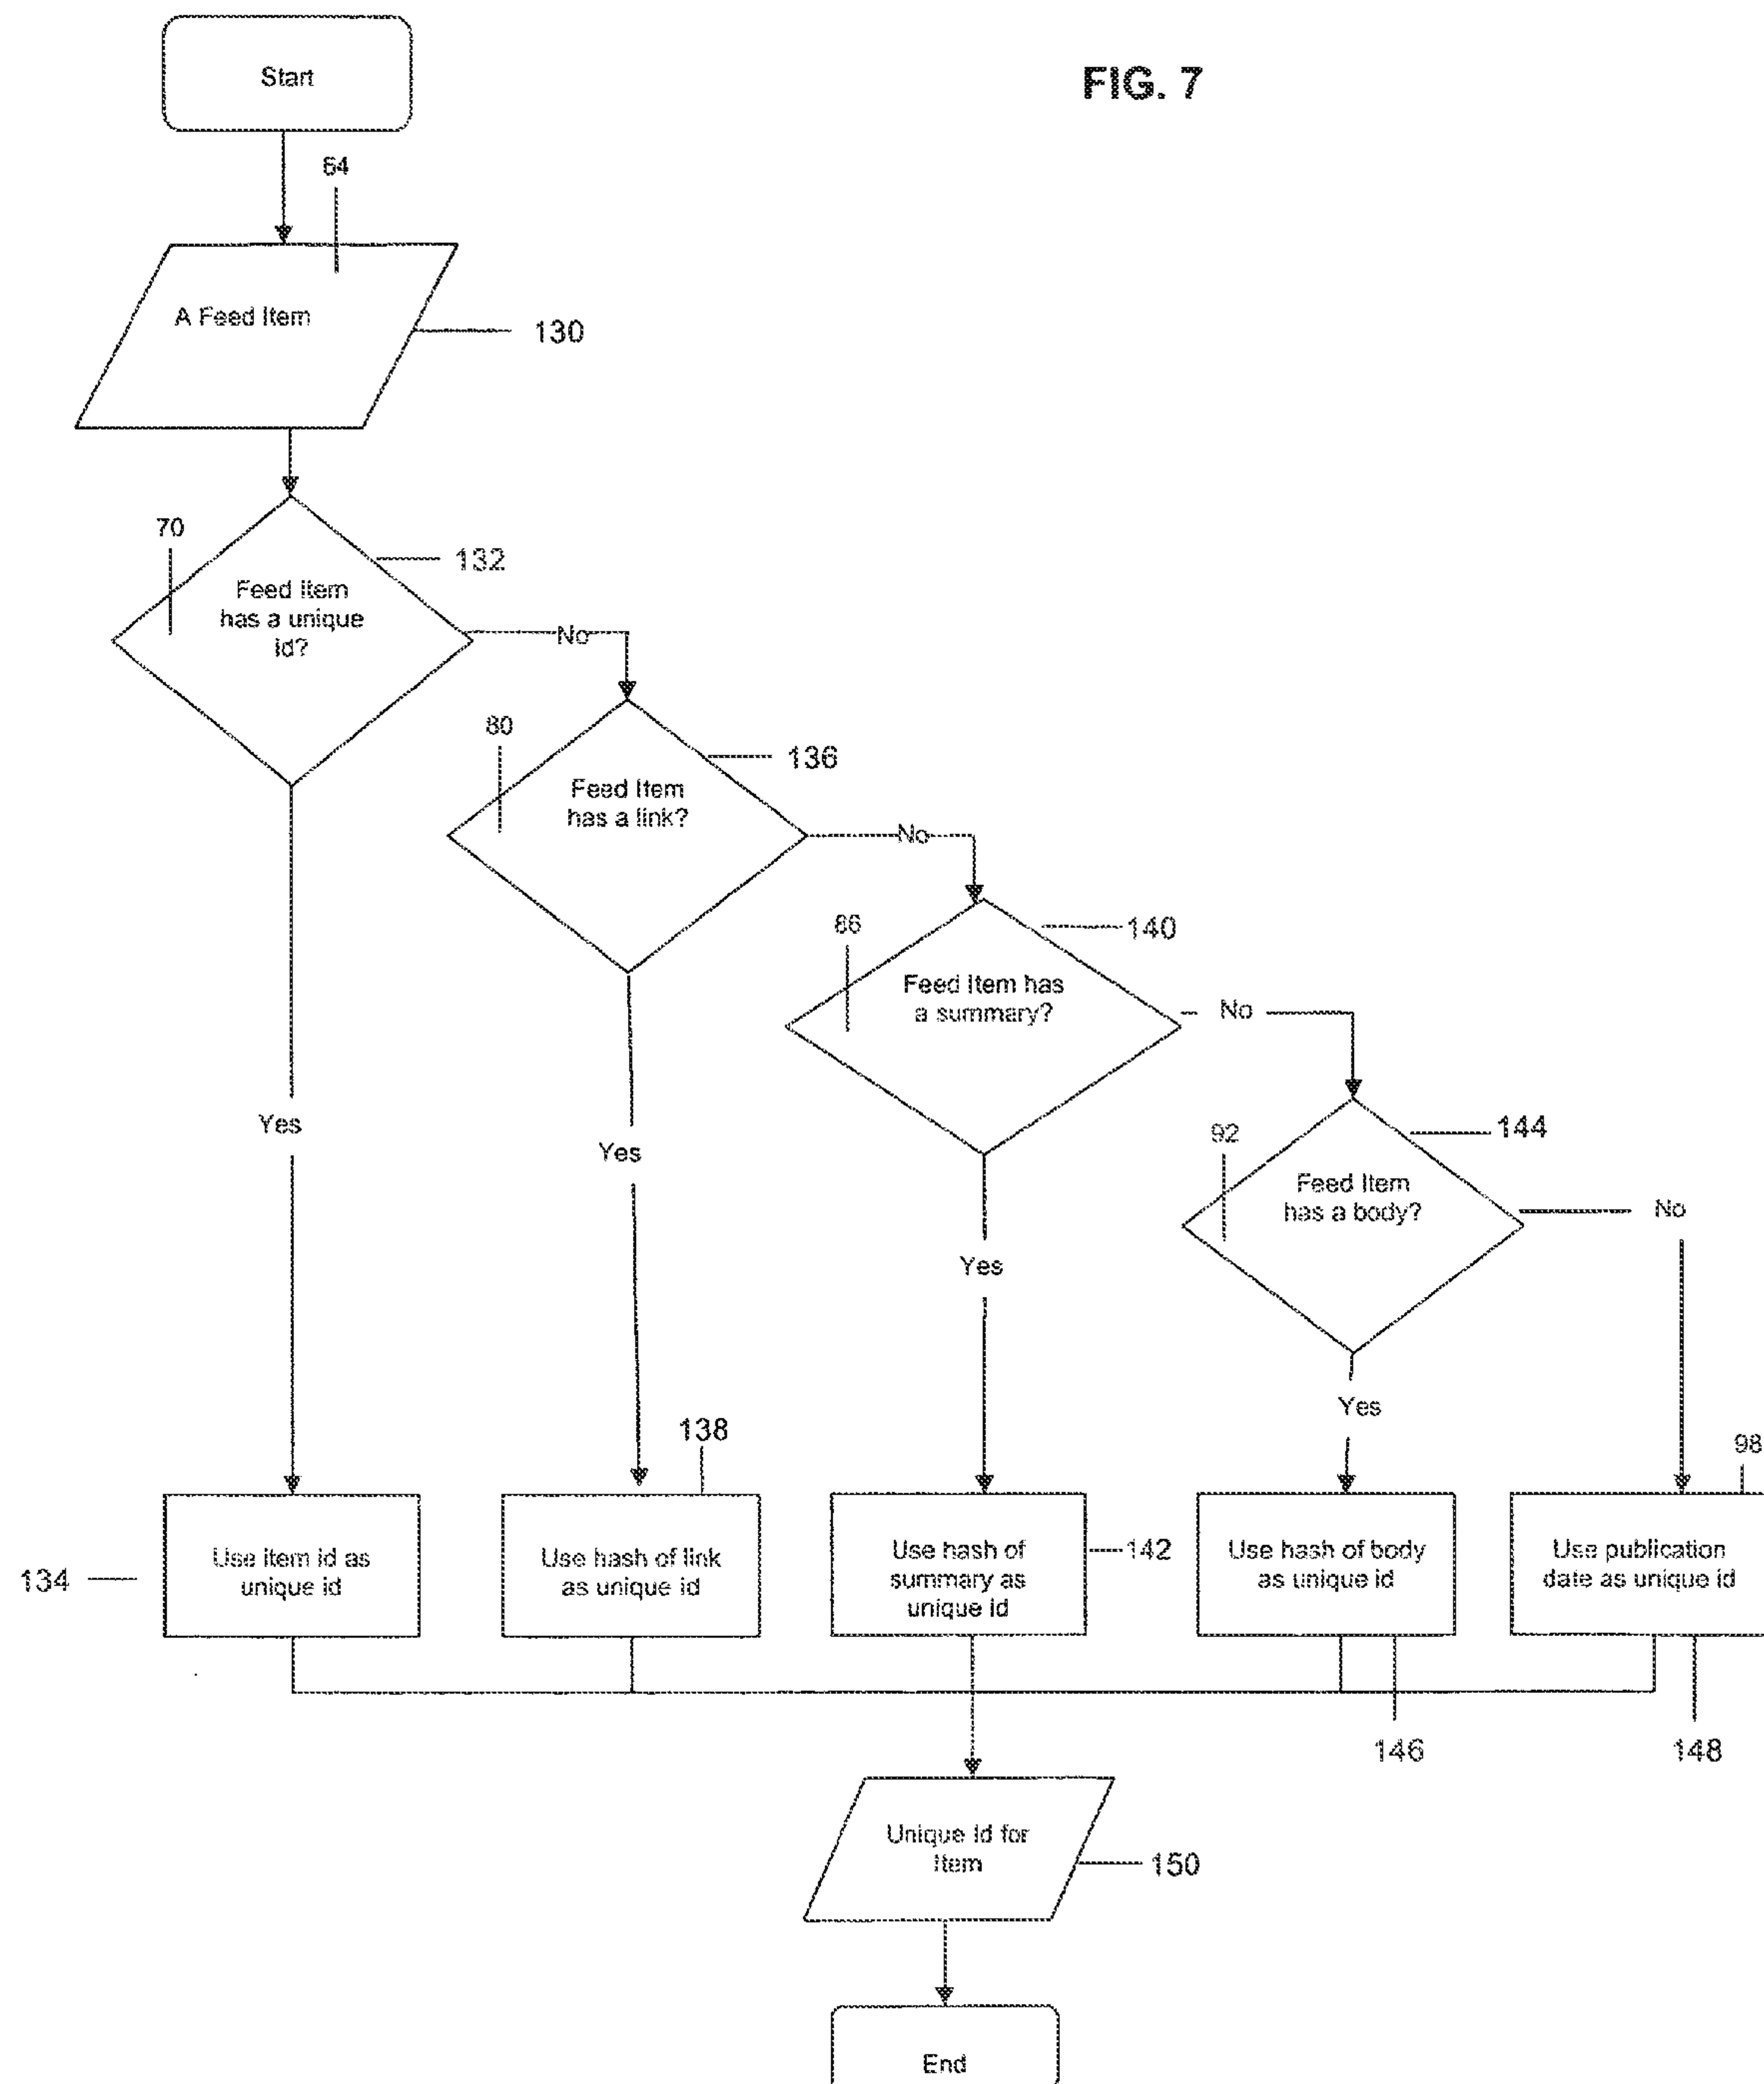 FIG. 7
Start
64
A Feed Item
130
70
132
Feed item
has a unique
id?
No
80
136
Feed Item
has a link?
No
86
140
Feed Item has
a summary?
No
92
144
Feed Item
has a body?
No
Yes
Yes
Yes
Yes
138
98
134
Use item id as
unique id
Use hash of link
as unique id
Use hash of
summary as
unique id
142
Use hash of body
as unique id
Use publication
date as unique id
146
148
Unique Id for
Item
150
End